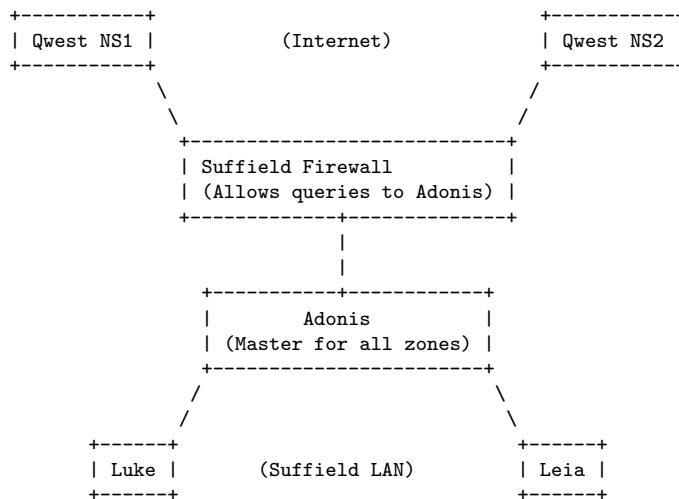 Qwest NS1 (Internet) Qwest NS2
Suffield Firewall
(Allows queries to Adonis)
Adonis
(Master for all zones)
Luke (Suffield LAN) Leia